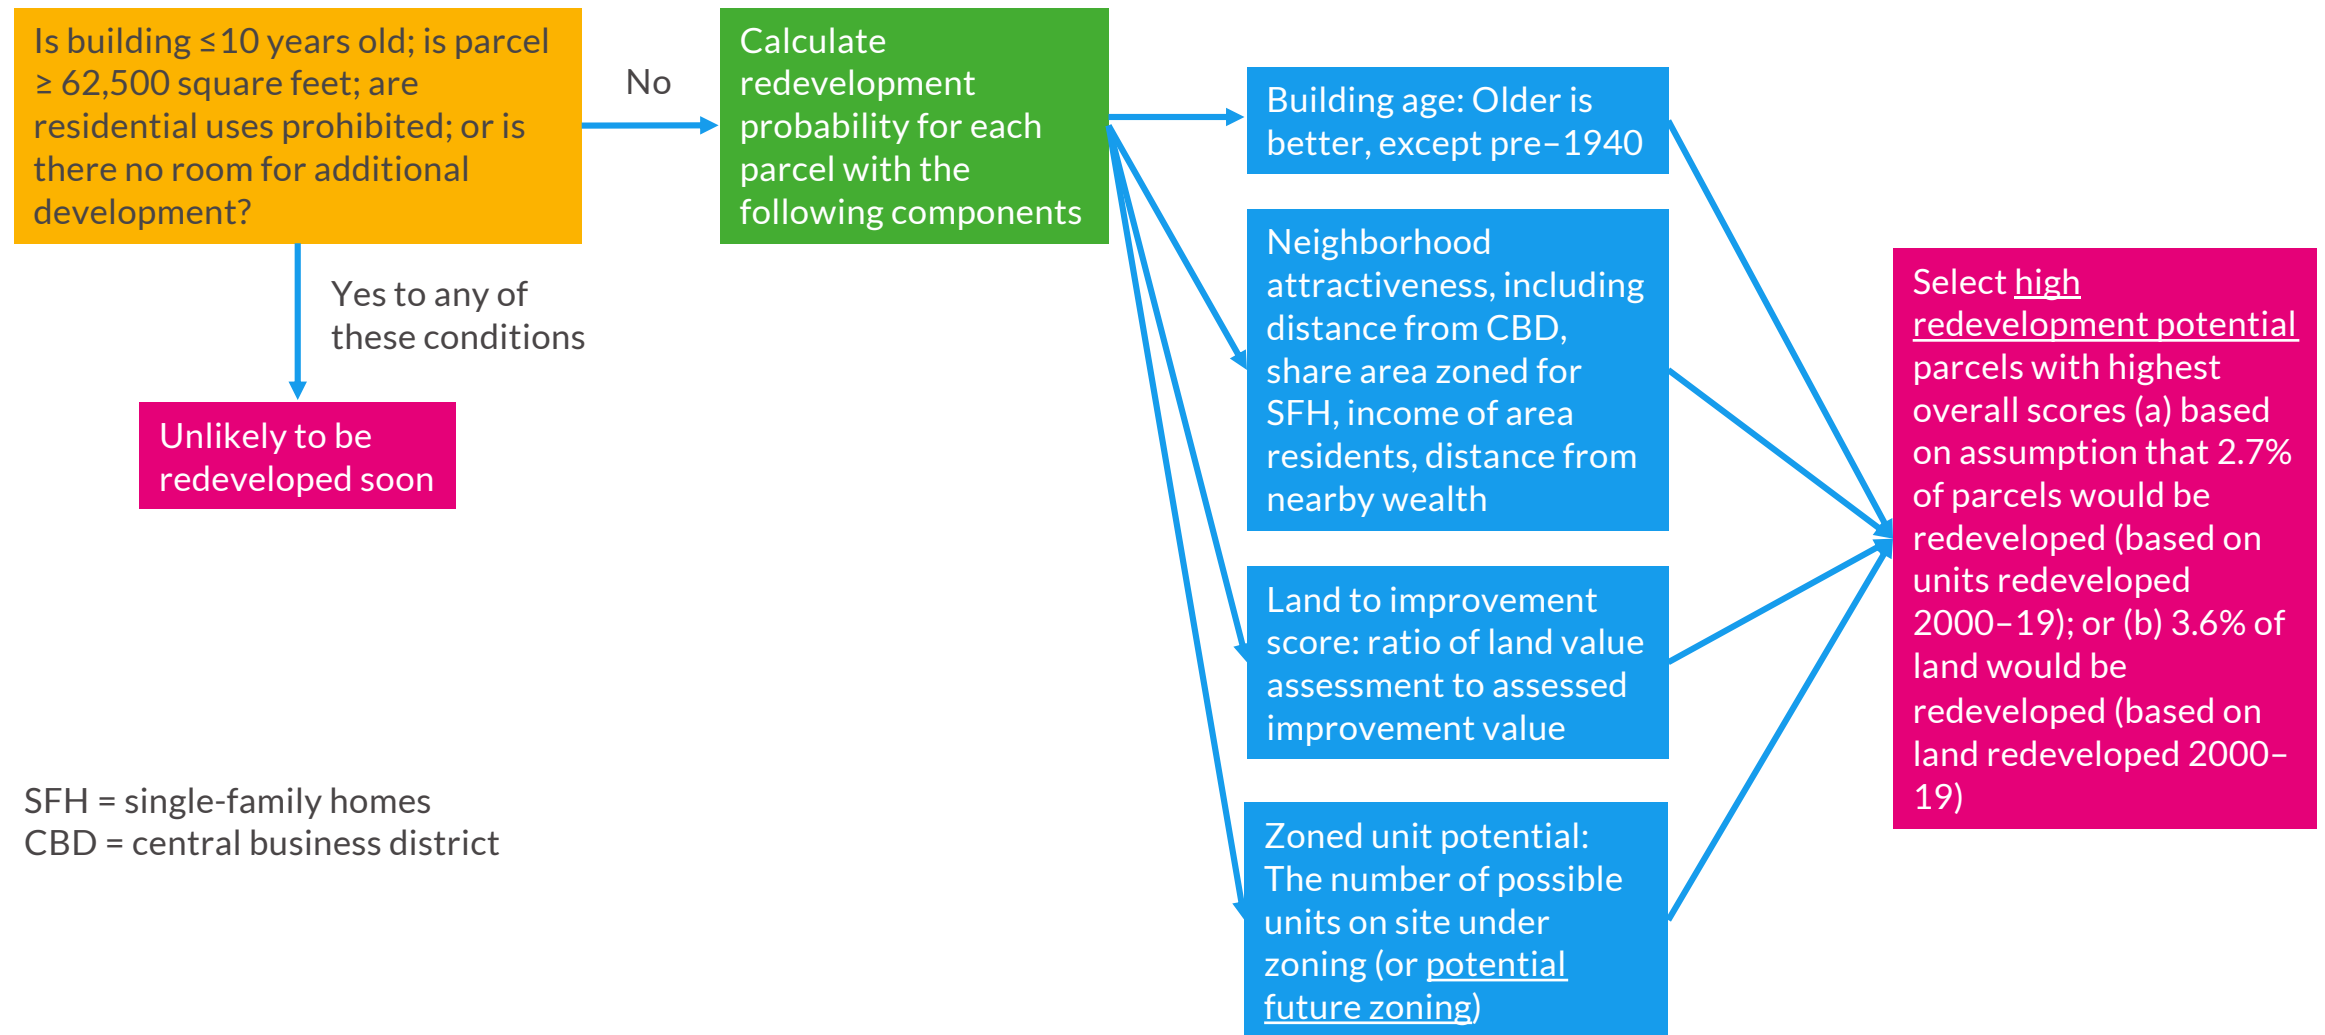 Is building ≤10 years old; is parcel
≥ 62,500 square feet; are
residential uses prohibited; or is
there no room for additional
development?
No
Yes to any of
these conditions
Unlikely to be
redeveloped soon
Calculate
redevelopment
probability for each
parcel with the
following components
Building age: Older is
better, except pre–1940
Neighborhood
attractiveness, including
distance from CBD,
share area zoned for
SFH, income of area
residents, distance from
nearby wealth
Land to improvement
score: ratio of land value
assessment to assessed
improvement value
Zoned unit potential:
The number of possible
units on site under
zoning (or potential
future zoning)
Select high
redevelopment potential
parcels with highest
overall scores (a) based
on assumption that 2.7%
of parcels would be
redeveloped (based on
units redeveloped
2000–19); or (b) 3.6% of
land would be
redeveloped (based on
land redeveloped 2000–
19)
SFH = single-family homes
CBD = central business district